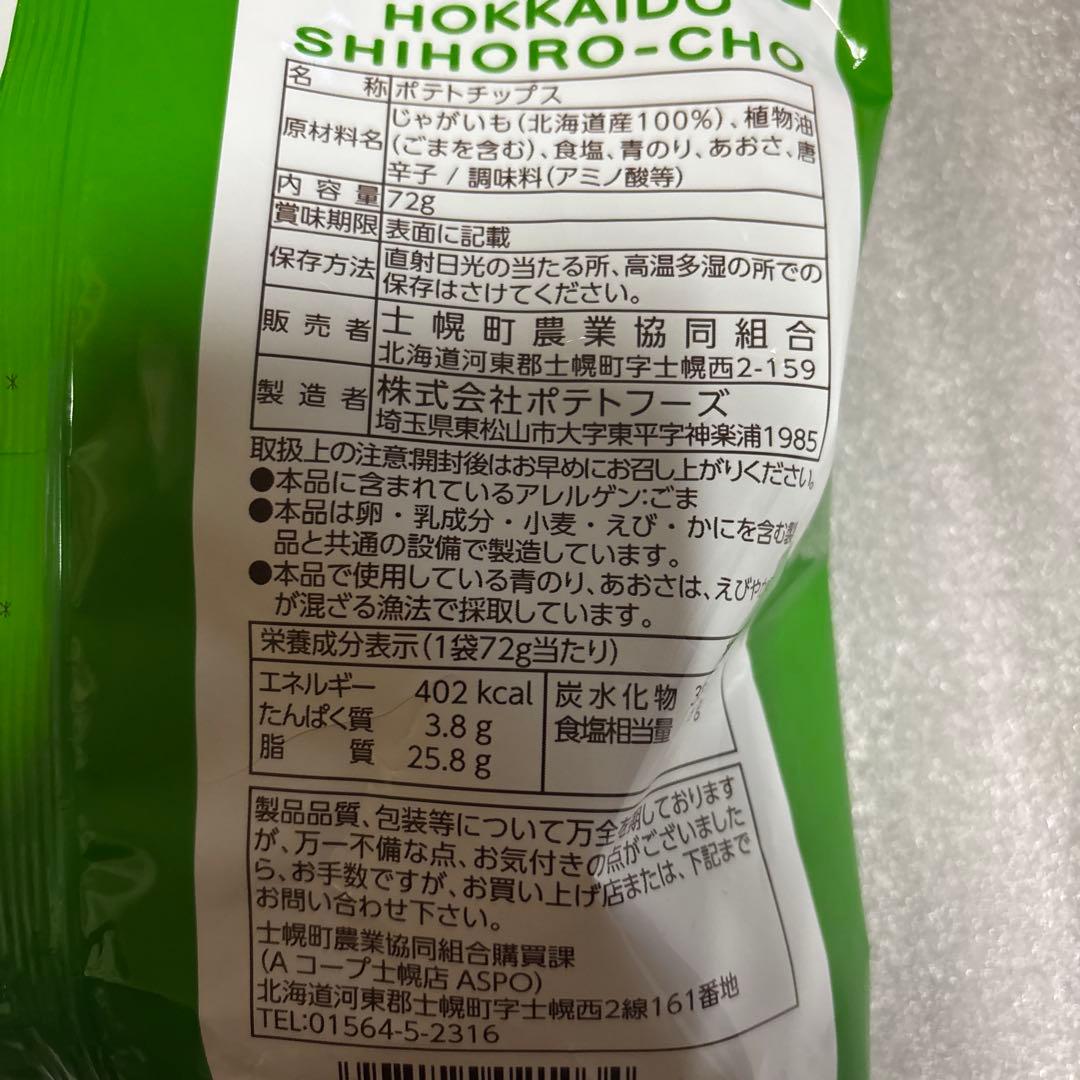 HOKKAIDO
SHIHORO-CHO
名称 ポテトチップス
原材料名 じゃがいも(北海道産100%)、植物油
(ごまを含む)、食塩、青のり、あおさ、唐
辛子 / 調味料(アミノ酸等)
内容量 72g
賞味期限 表面に記載
保存方法 直射日光の当たる所、高温多湿の所での
保存はさけてください。
販売者 士幌町農業協同組合
北海道河東郡士幌町字士幌西2-159
製造者 株式会社ポテトフーズ
埼玉県東松山市大字東平字神楽浦1985
取扱上の注意:開封後はお早めにお召し上がりください。
●本品に含まれているアレルゲン:ごま
●本品は卵・乳成分・小麦・えび・かにを含む製
品と共通の設備で製造しています。
●本品で使用している青のり、あおさは、えびや
が混ざる漁法で採取しています。
栄養成分表示(1袋72g当たり)
エネルギー 402 kcal 炭水化物
たんぱく質 3.8 g 食塩相当量
脂質 25.8 g
製品品質、包装等について万全を期しております
が、万一不備な点、お気付きの点がございました
ら、お手数ですが、お買い上げ店または、下記まで
お問い合わせ下さい。
士幌町農業協同組合購買課
(A コープ士幌店 ASPO)
北海道河東郡士幌町字士幌西2線161番地
TEL:01564-5-2316